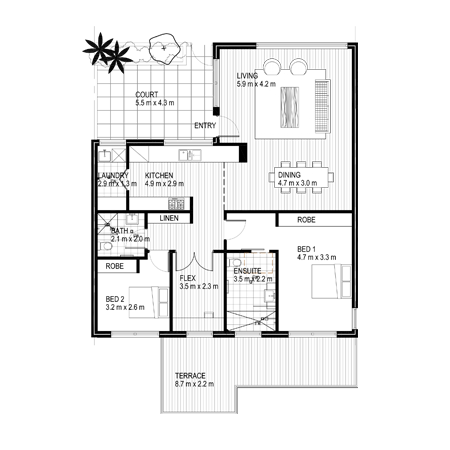 LIVING
5.9 m x 4.2 m
COURT
5.5 m x 4.3 m
ENTRY
LAUNDRY
2.9 m x 1.3 m
KITCHEN
4.9 m x 2.9 m
DINING
4.7 m x 3.0 m
LINEN
ROBE
BATH
2.1 m x 2.0 m
BED 1
4.7 m x 3.3 m
ROBE
FLEX
3.5 m x 2.3 m
ENSUITE
3.5 m x 2.2 m
BED 2
3.2 m x 2.6 m
TERRACE
8.7 m x 2.2 m